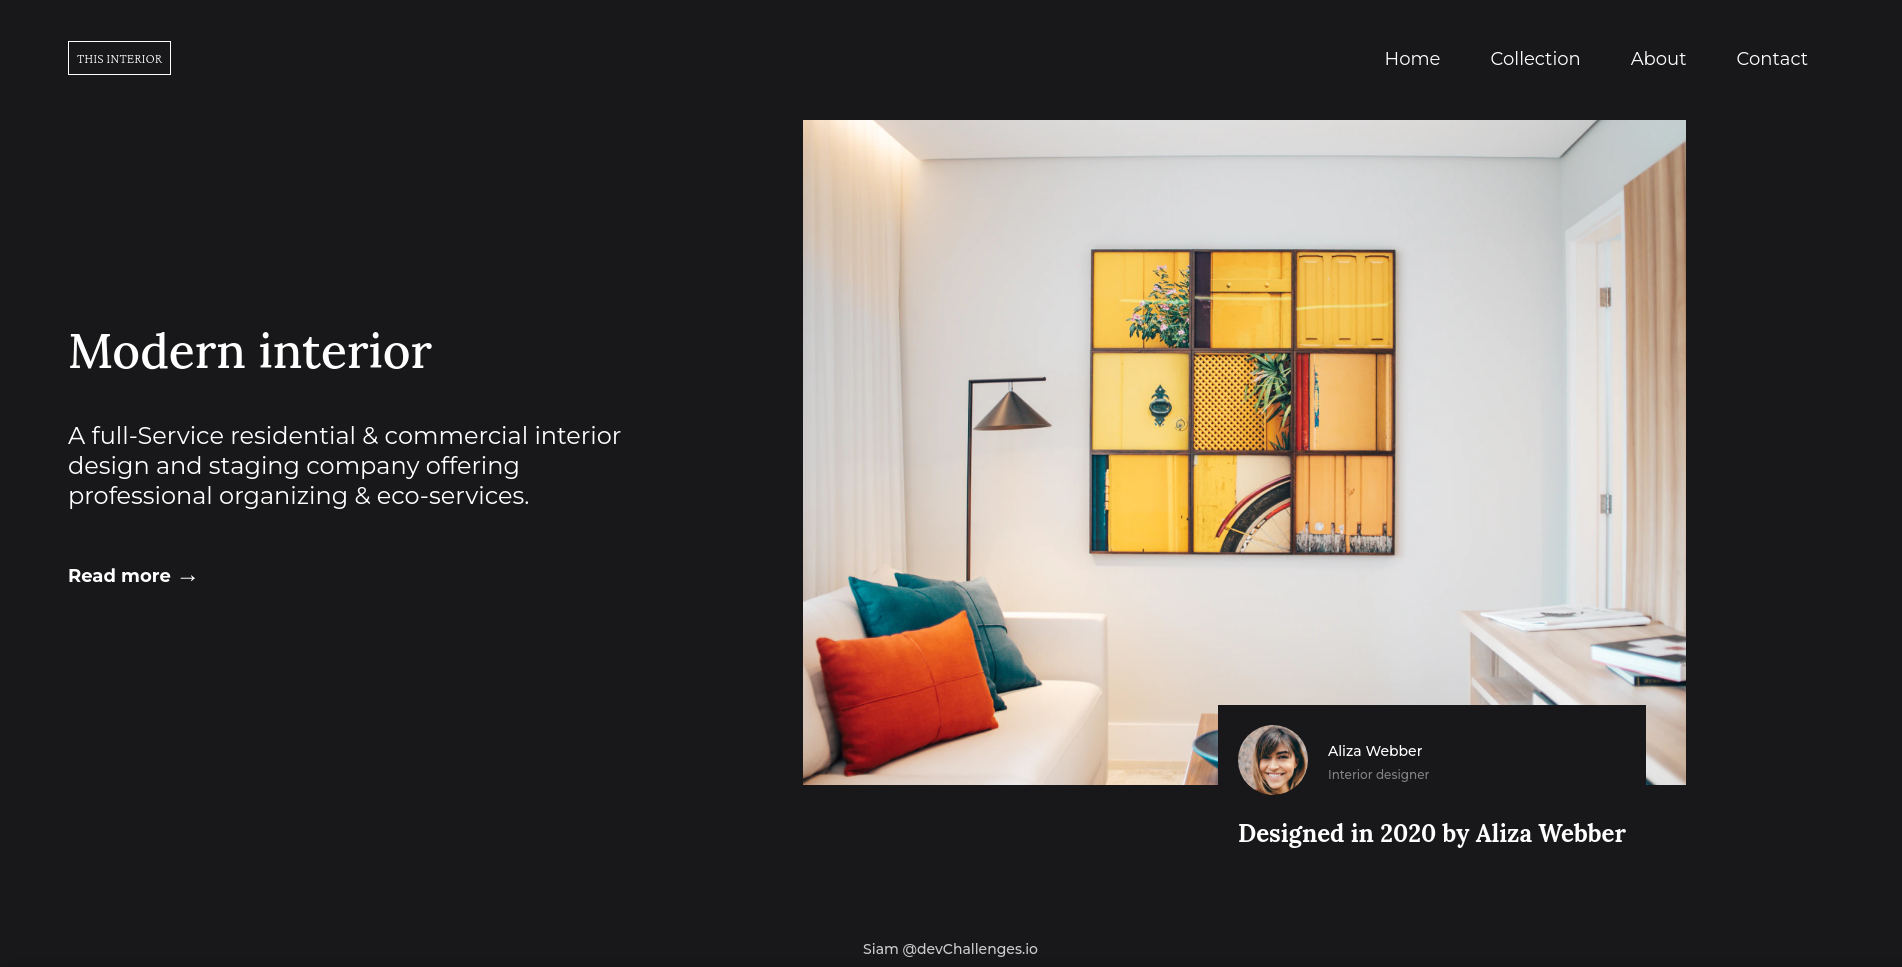 THIS INTERIOR
Home Collection About Contact
Modern interior
A full-Service residential & commercial interior
design and staging company offering
professional organizing & eco-services.
Read more →
Aliza Webber
Interior designer
Designed in 2020 by Aliza Webber
Siam @devChallenges.io